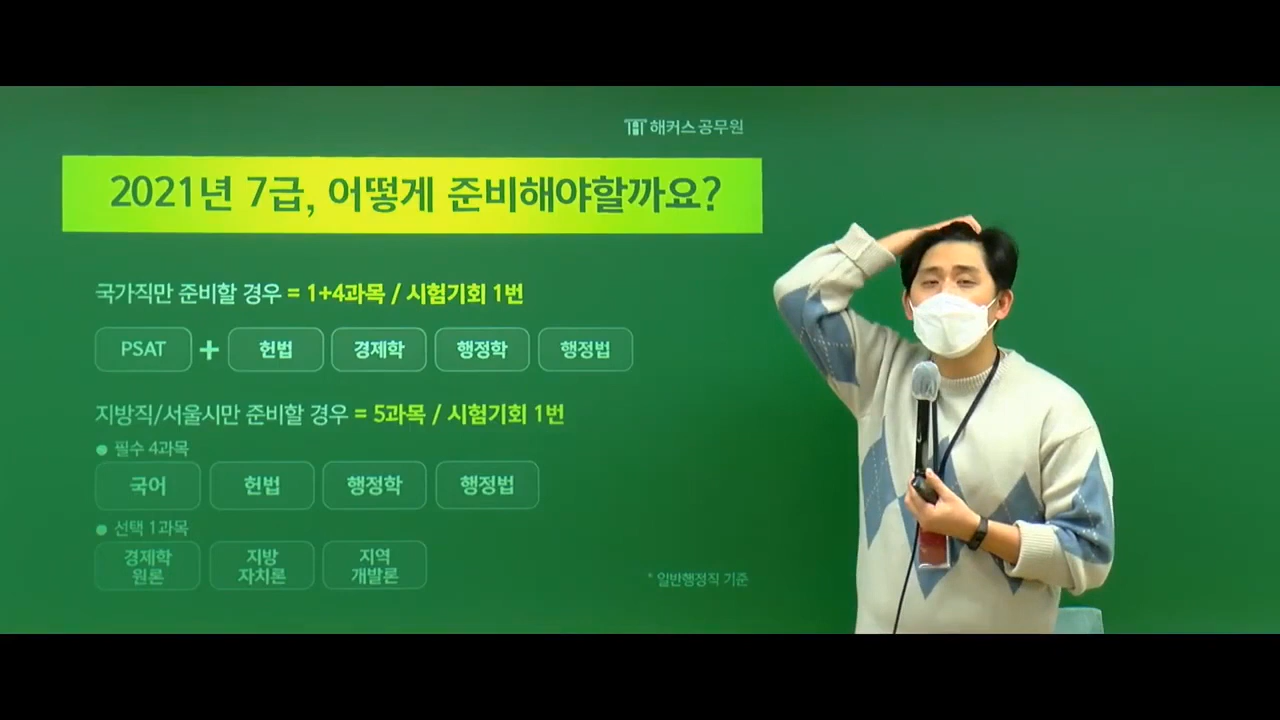 해커스 공무원
2021년 7급, 어떻게 준비해야할까요?
국가직만 준비할 경우 = 1+4과목 / 시험기회 1번
PSAT + 헌법 경제학 행정학 행정법
지방직/서울시만 준비할 경우 = 5과목 / 시험기회 1번
● 필수 4과목
국어 헌법 행정학 행정법
● 선택 1과목
경제학 원론
지방 자치론
지역 개발론
* 일반행정직 기준